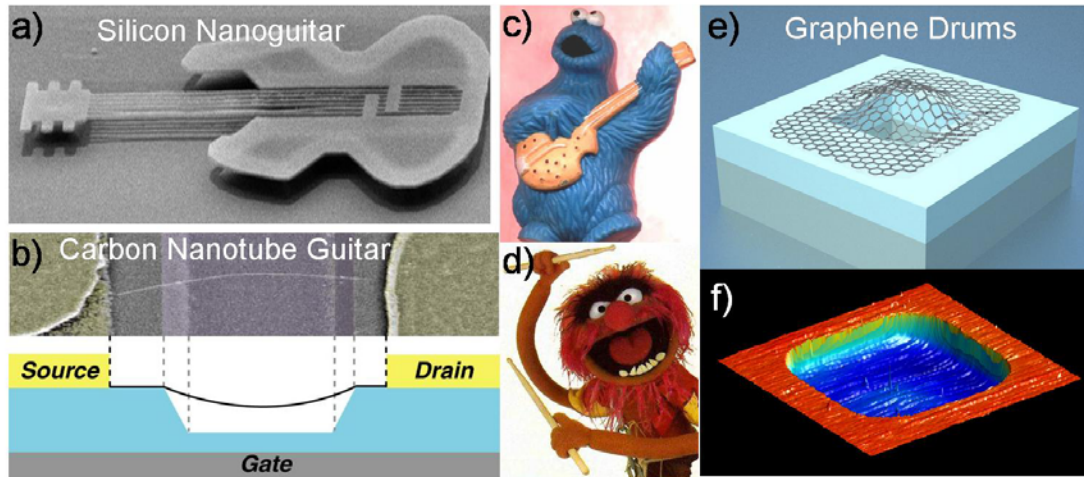 a)
Silicon Nanoguitar
b)
Carbon Nanotube Guitar
Source
Drain
Gate
c)
d)
e)
Graphene Drums
f)